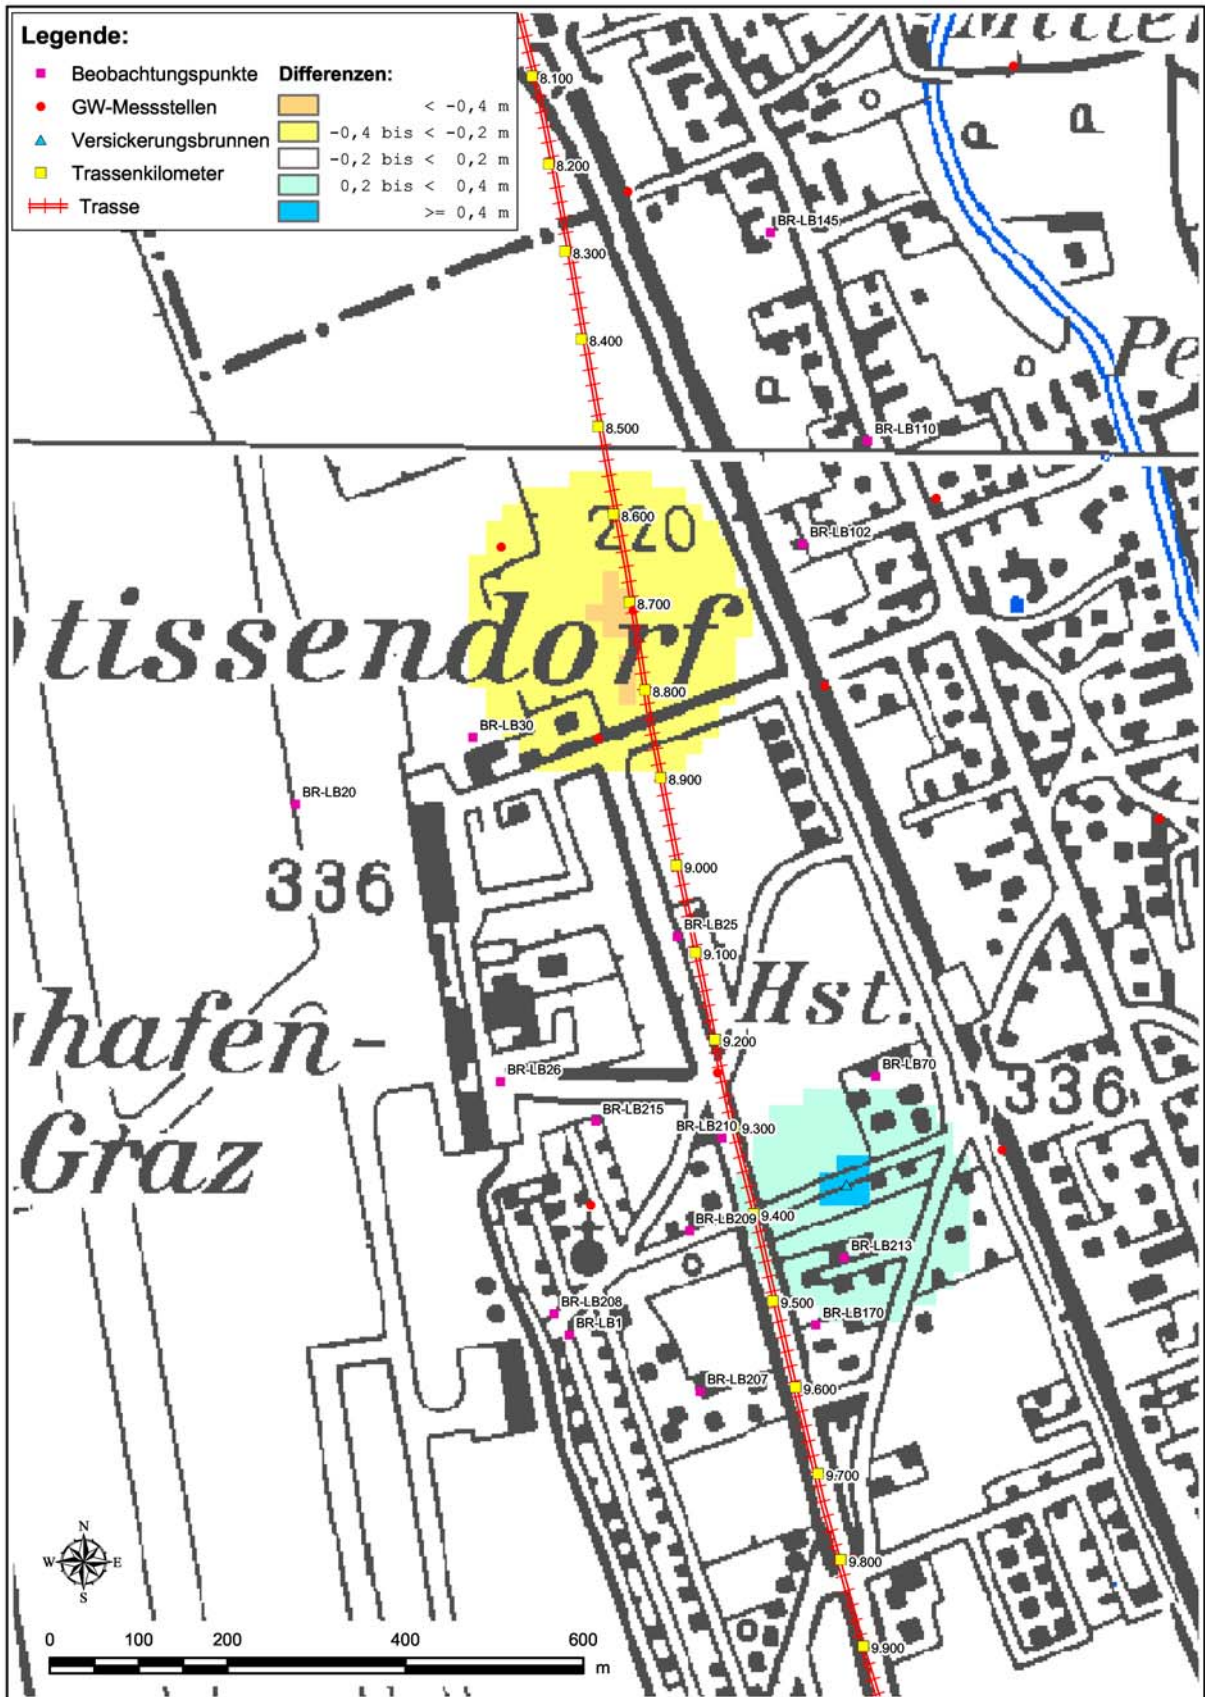 Legende:
Beobachtungspunkte
GW-Messstellen
Versickerungsbrunnen
Trassenkilometer
Trasse
Differenzen:
< -0,4 m
-0,4 bis < -0,2 m
-0,2 bis < 0,2 m
0,2 bis < 0,4 m
>= 0,4 m
8.100
8.200
BR-LB145
8.300
8.400
Pe
8.500
BR-LB110
8.600
220
BR-LB102
8.700
tissendorf
8.800
BR-LB30
8.900
BR-LB20
9.000
336
BR-LB25
9.100
Hst.
hafen-
9.200
BR-LB26
BR-LB70
336
BR-LB215
BR-LB210
9.300
Graz
9.400
BR-LB209
BR-LB213
9.500
BR-LB208
BR-LB170
BR-LB1
9.600
BR-LB207
9.700
N
W E
S
9.800
0 100 200 400 600
m
9.900